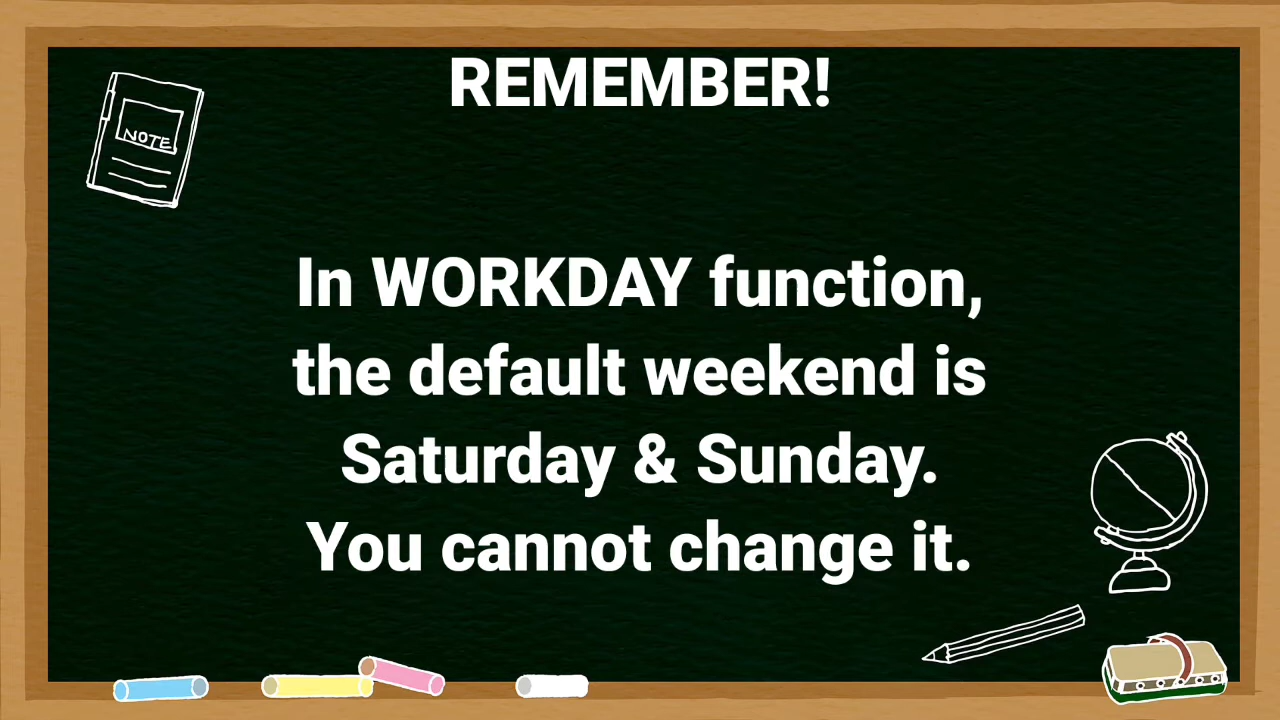 REMEMBER!
NOTE
In WORKDAY function,
the default weekend is
Saturday & Sunday.
You cannot change it.